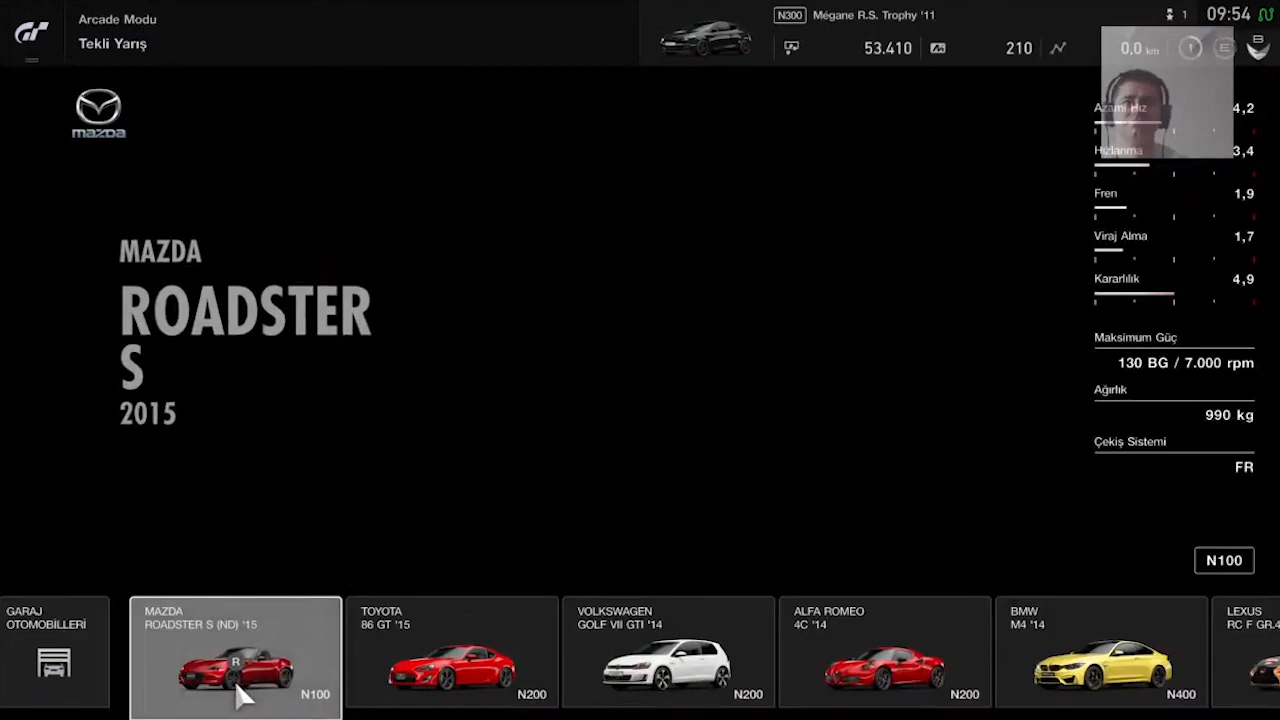 Arcade Modu
Tekli Yarış
N300 Mégane R.S. Trophy '11
1 09:54
53.410 210 0,0 km E B
mazda
MAZDA
ROADSTER
S
2015
Azami Hız 4,2
Hızlanma 3,4
Fren 1,9
Viraj Alma 1,7
Kararlılık 4,9
Maksimum Güç
130 BG / 7.000 rpm
Ağırlık
990 kg
Çekiş Sistemi
FR
N100
GARAJ
OTOMOBİLLERİ
MAZDA
ROADSTER S (ND) '15
R
N100
TOYOTA
86 GT '15
N200
VOLKSWAGEN
GOLF VII GTI '14
N200
ALFA ROMEO
4C '14
N200
BMW
M4 '14
N400
LEXUS
RC F GR.4